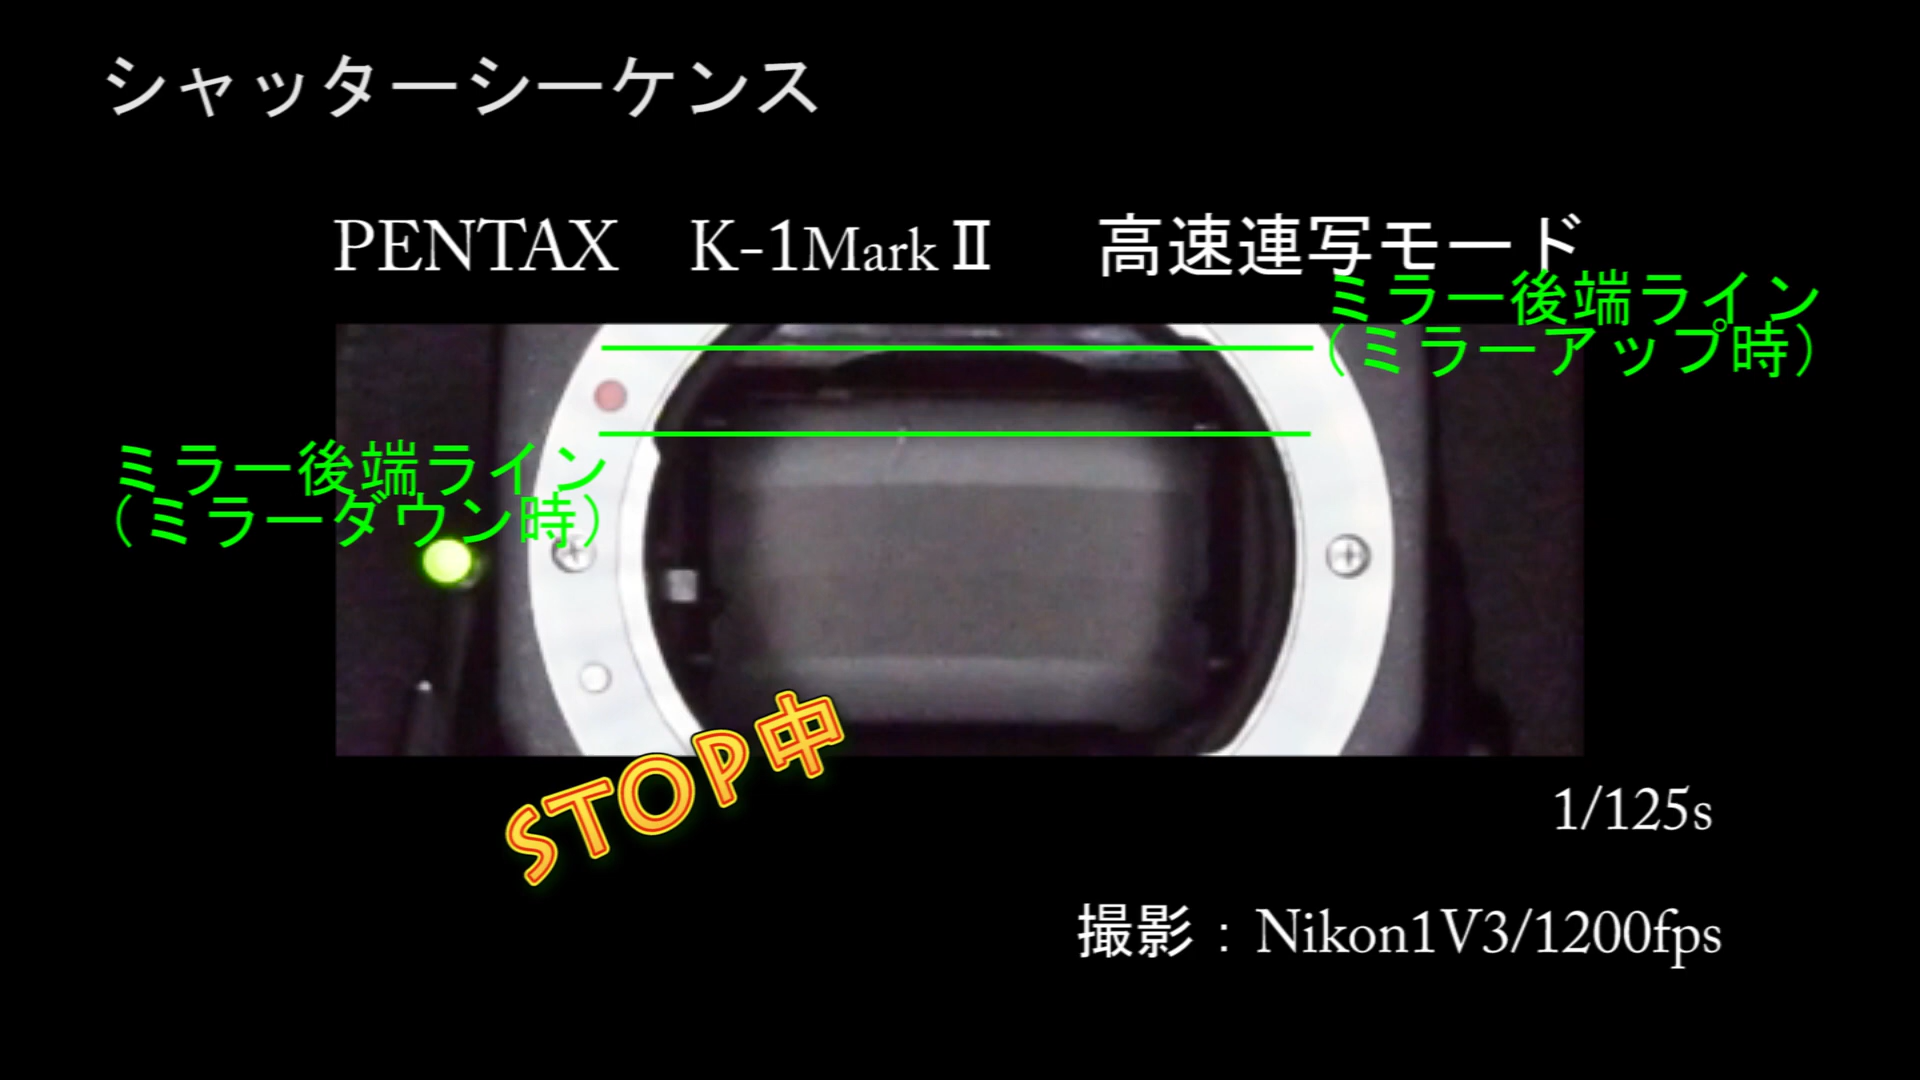 シャッターシーケンス
PENTAX K-1MarkⅡ 高速連写モード
ミラー後端ライン
（ミラーアップ時）
ミラー後端ライン
（ミラーダウン時）
STOP中
1/125s
撮影：Nikon1V3/1200fps